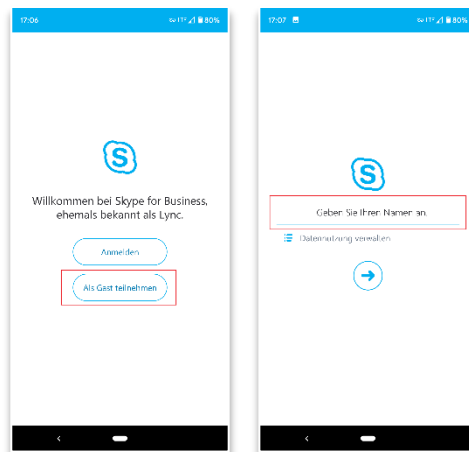 17:06
80%
Willkommen bei Skype for Business,
ehemals bekannt als Lync.
Anmelden
Als Gast teilnehmen
17:07
80%
Geben Sie Ihren Namen an.
Datennutzung verwalten